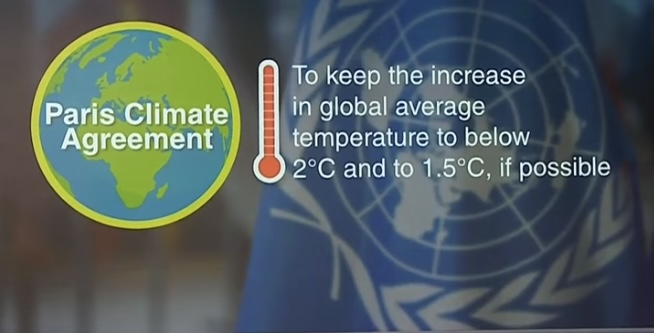 Paris Climate
Agreement
To keep the increase
in global average
temperature to below
2°C and to 1.5°C, if possible